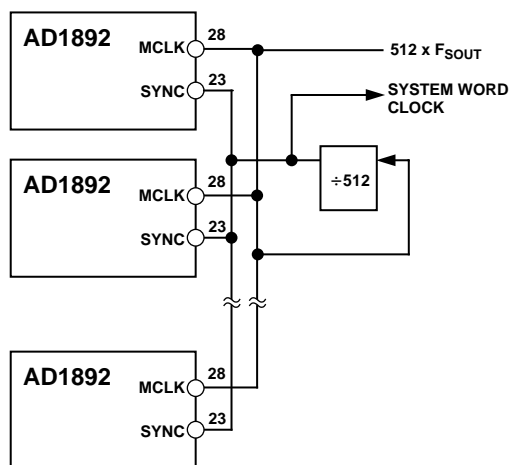 AD1892
MCLK 28
SYNC 23
512 x FSOUT
SYSTEM WORD
CLOCK
÷512
AD1892
MCLK 28
SYNC 23
AD1892
MCLK 28
SYNC 23